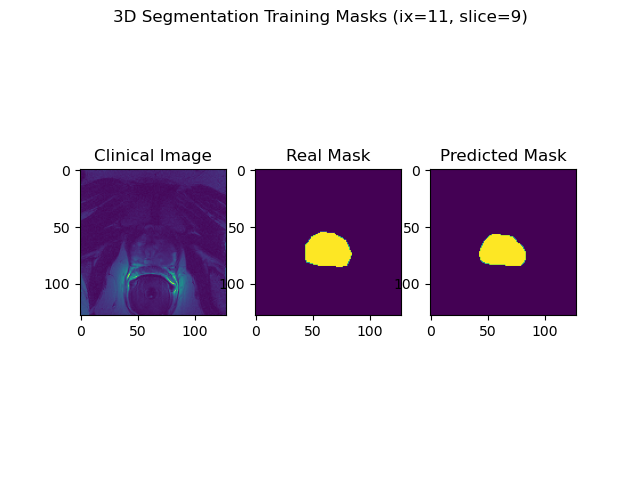 3D Segmentation Training Masks (ix=11, slice=9)
Clinical Image Real Mask Predicted Mask
0 0 0
50 50 50
100 100 100
0 50 100 0 50 100 0 50 100